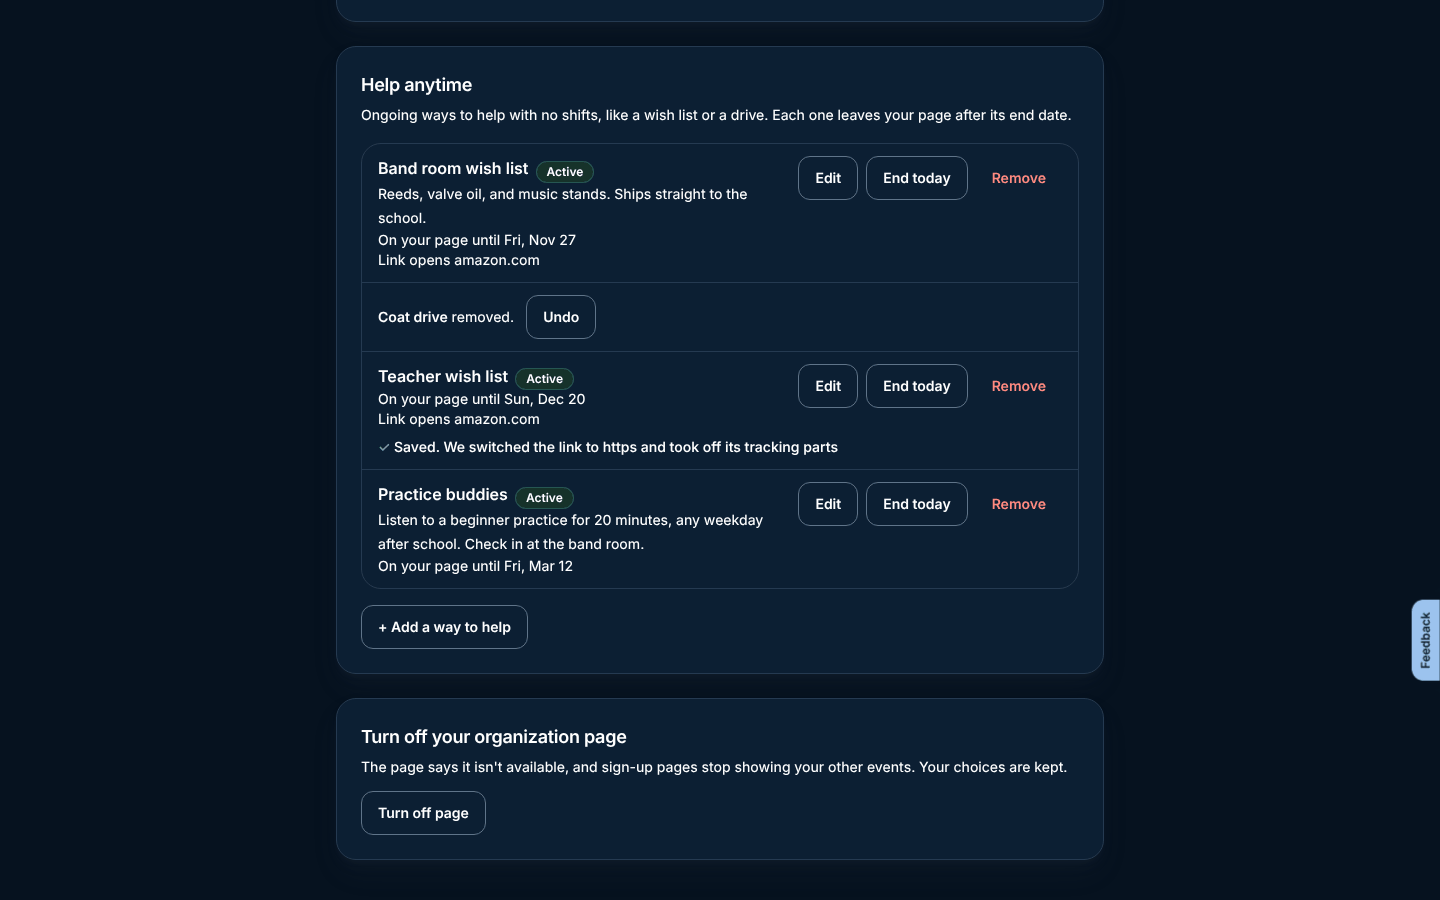 Help anytime
Ongoing ways to help with no shifts, like a wish list or a drive. Each one leaves your page after its end date.
Band room wish list Active
Edit End today Remove
Reeds, valve oil, and music stands. Ships straight to the
school.
On your page until Fri, Nov 27
Link opens amazon.com
Coat drive removed. Undo
Teacher wish list Active
Edit End today Remove
On your page until Sun, Dec 20
Link opens amazon.com
✓ Saved. We switched the link to https and took off its tracking parts
Practice buddies Active
Edit End today Remove
Listen to a beginner practice for 20 minutes, any weekday
after school. Check in at the band room.
On your page until Fri, Mar 12
+ Add a way to help
Feedback
Turn off your organization page
The page says it isn't available, and sign-up pages stop showing your other events. Your choices are kept.
Turn off page